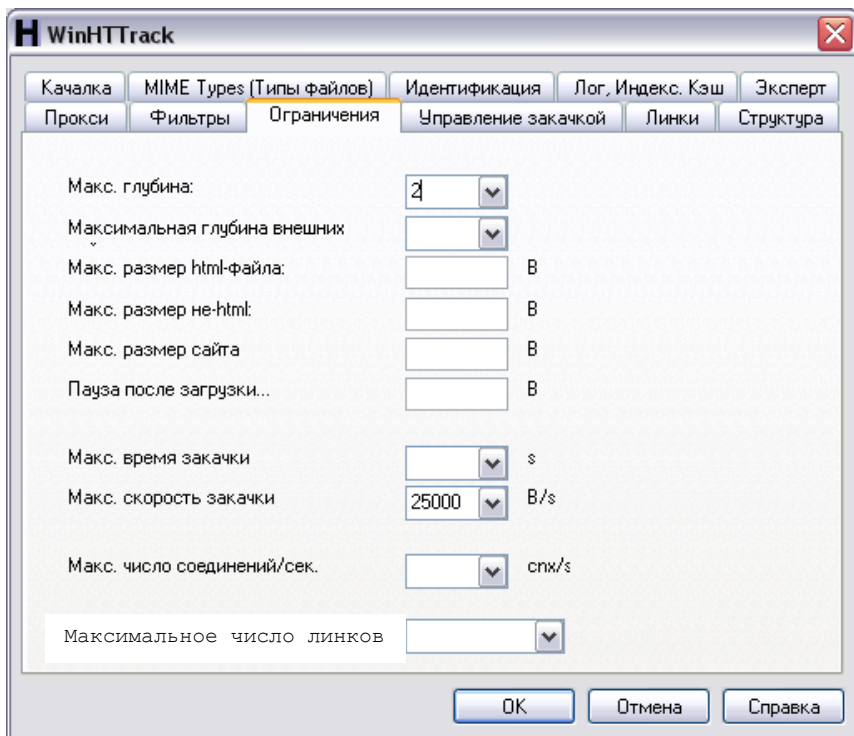 WinHTTrack
Качалка MIME Types (Типы файлов) Идентификация Лог, Индекс. Кэш Эксперт
Прокси Фильтры Ограничения Управление закачкой Линки Структура
Макс. глубина: 2
Максимальная глубина внешних
Макс. размер html-файла: B
Макс. размер не-html: B
Макс. размер сайта B
Пауза после загрузки... B
Макс. время закачки s
Макс. скорость закачки 25000 B/s
Макс. число соединений/сек. cnx/s
Максимальное число линков
OK Отмена Справка